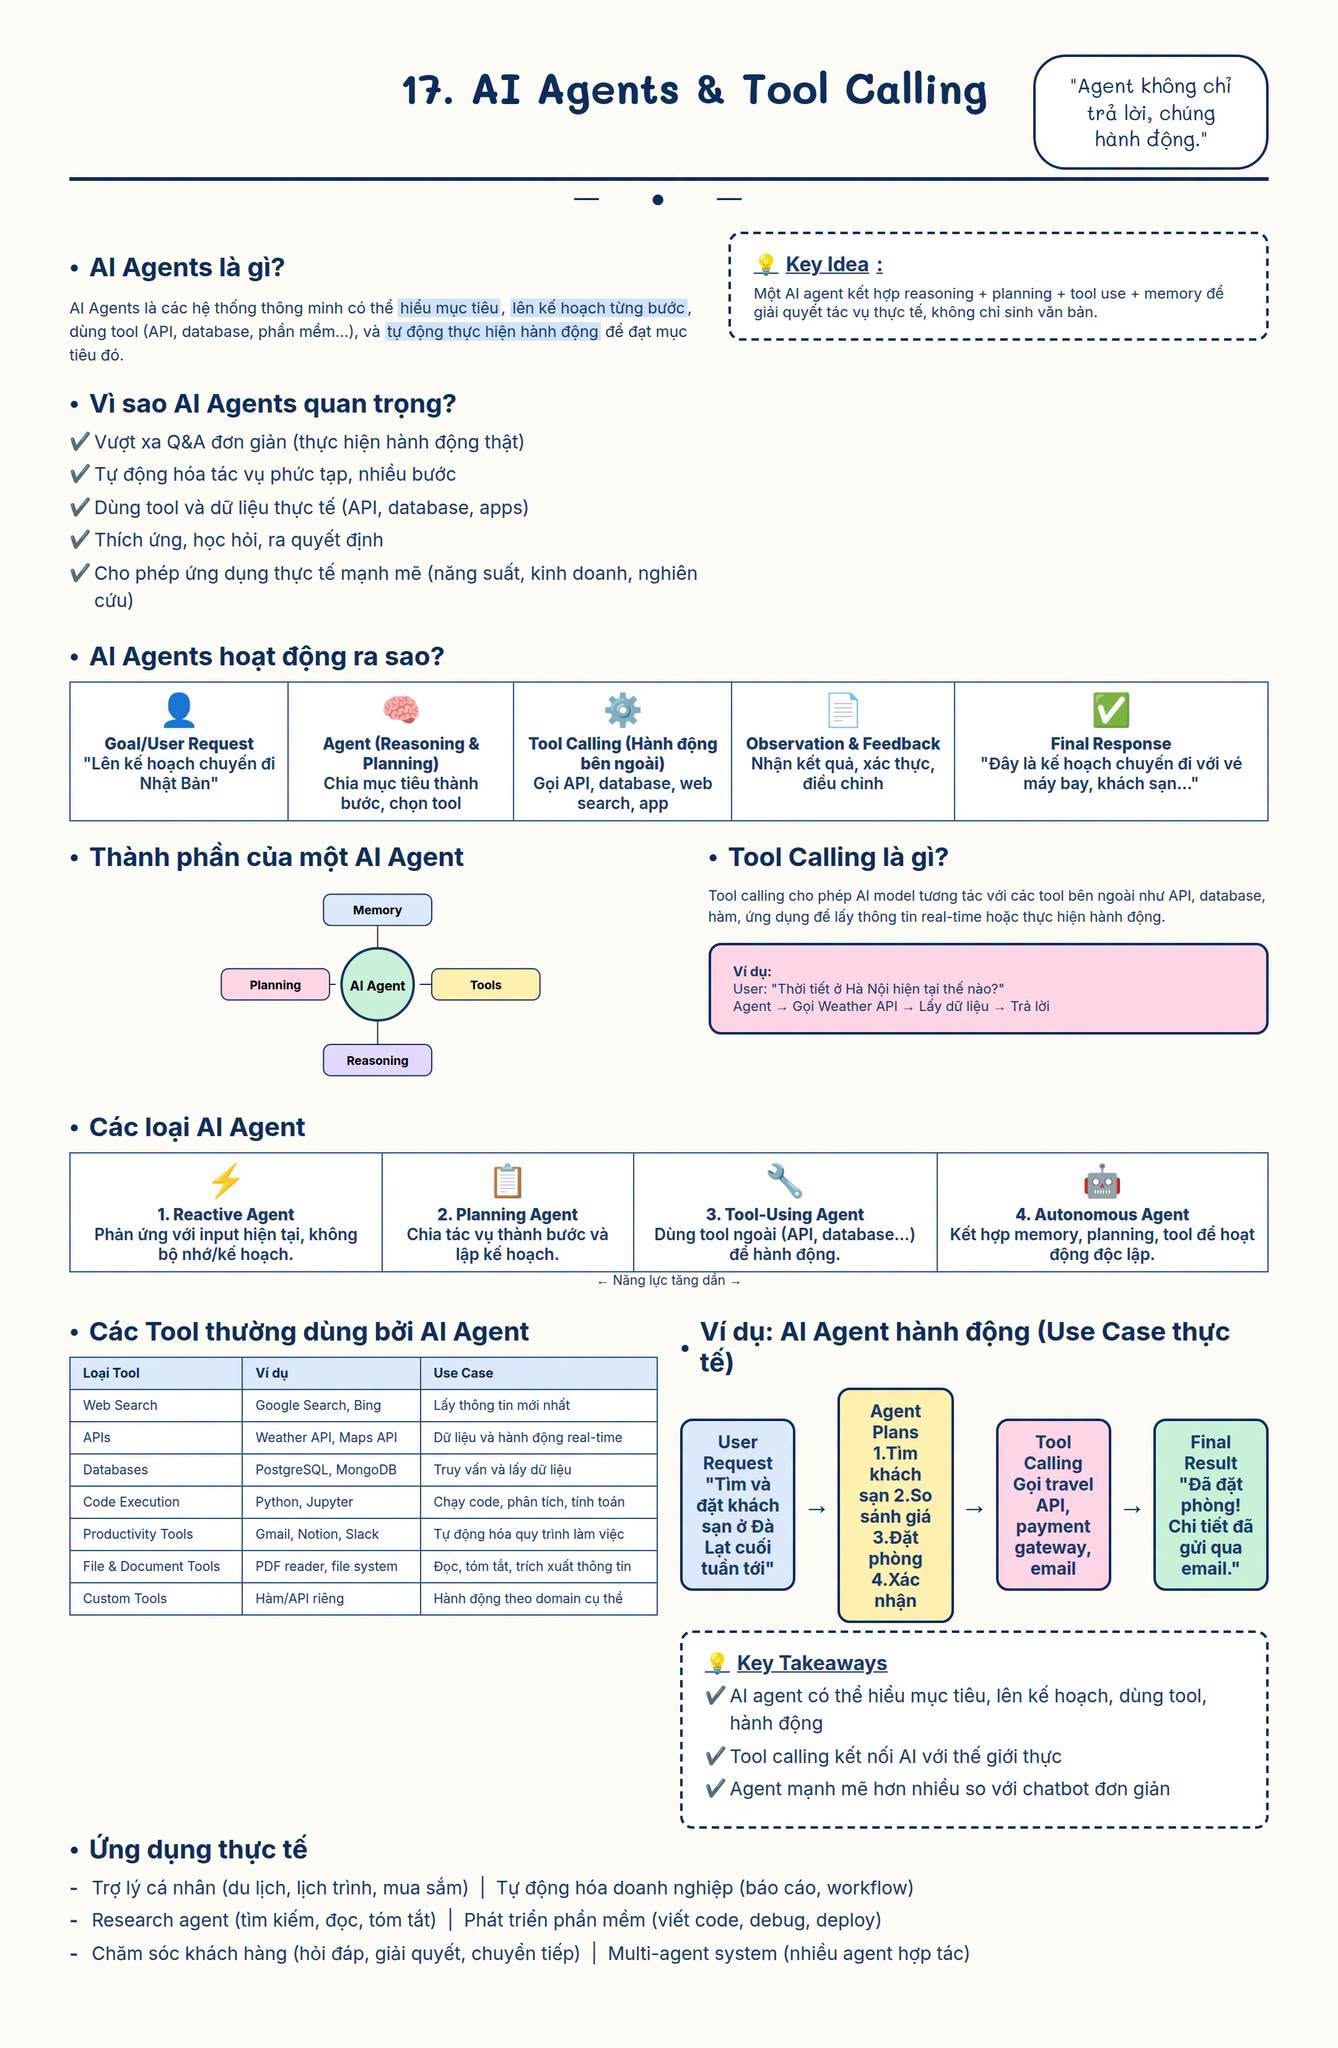 17. AI Agents & Tool Calling
"Agent không chỉ
trả lời, chúng
hành động."
• AI Agents là gì?
AI Agents là các hệ thống thông minh có thể hiểu mục tiêu, lên kế hoạch từng bước,
dùng tool (API, database, phần mềm...), và tự động thực hiện hành động để đạt mục
tiêu đó.
💡 Key Idea :
Một AI agent kết hợp reasoning + planning + tool use + memory để
giải quyết tác vụ thực tế, không chỉ sinh văn bản.
• Vì sao AI Agents quan trọng?
✔ Vượt xa Q&A đơn giản (thực hiện hành động thật)
✔ Tự động hóa tác vụ phức tạp, nhiều bước
✔ Dùng tool và dữ liệu thực tế (API, database, apps)
✔ Thích ứng, học hỏi, ra quyết định
✔ Cho phép ứng dụng thực tế mạnh mẽ (năng suất, kinh doanh, nghiên
cứu)
• AI Agents hoạt động ra sao?
Goal/User Request
"Lên kế hoạch chuyến đi
Nhật Bản"
Agent (Reasoning &
Planning)
Chia mục tiêu thành
bước, chọn tool
Tool Calling (Hành động
bên ngoài)
Gọi API, database, web
search, app
Observation & Feedback
Nhận kết quả, xác thực,
điều chỉnh
Final Response
"Đây là kế hoạch chuyến đi với vé
máy bay, khách sạn..."
• Thành phần của một AI Agent
Memory
Planning
AI Agent
Tools
Reasoning
• Tool Calling là gì?
Tool calling cho phép AI model tương tác với các tool bên ngoài như API, database,
hàm, ứng dụng để lấy thông tin real-time hoặc thực hiện hành động.
Ví dụ:
User: "Thời tiết ở Hà Nội hiện tại thế nào?"
Agent → Gọi Weather API → Lấy dữ liệu → Trả lời
• Các loại AI Agent
1. Reactive Agent
Phản ứng với input hiện tại, không
bộ nhớ/kế hoạch.
2. Planning Agent
Chia tác vụ thành bước và
lập kế hoạch.
3. Tool-Using Agent
Dùng tool ngoài (API, database...)
để hành động.
4. Autonomous Agent
Kết hợp memory, planning, tool để hoạt
động độc lập.
← Năng lực tăng dần →
• Các Tool thường dùng bởi AI Agent
Loại Tool Ví dụ Use Case
Web Search Google Search, Bing Lấy thông tin mới nhất
APIs Weather API, Maps API Dữ liệu và hành động real-time
Databases PostgreSQL, MongoDB Truy vấn và lấy dữ liệu
Code Execution Python, Jupyter Chạy code, phân tích, tính toán
Productivity Tools Gmail, Notion, Slack Tự động hóa quy trình làm việc
File & Document Tools PDF reader, file system Đọc, tóm tắt, trích xuất thông tin
Custom Tools Hàm/API riêng Hành động theo domain cụ thể
• Ví dụ: AI Agent hành động (Use Case thực
tế)
User
Request
"Tìm và
đặt khách
sạn ở Đà
Lạt cuối
tuần tới"
→
Agent
Plans
1.Tìm
khách
sạn 2.So
sánh giá
3.Đặt
phòng
4.Xác
nhận
→
Tool
Calling
Gọi travel
API,
payment
gateway,
email
→
Final
Result
"Đã đặt
phòng!
Chi tiết đã
gửi qua
email."
💡 Key Takeaways
✔ AI agent có thể hiểu mục tiêu, lên kế hoạch, dùng tool,
hành động
✔ Tool calling kết nối AI với thế giới thực
✔ Agent mạnh mẽ hơn nhiều so với chatbot đơn giản
• Ứng dụng thực tế
- Trợ lý cá nhân (du lịch, lịch trình, mua sắm) | Tự động hóa doanh nghiệp (báo cáo, workflow)
- Research agent (tìm kiếm, đọc, tóm tắt) | Phát triển phần mềm (viết code, debug, deploy)
- Chăm sóc khách hàng (hỏi đáp, giải quyết, chuyển tiếp) | Multi-agent system (nhiều agent hợp tác)